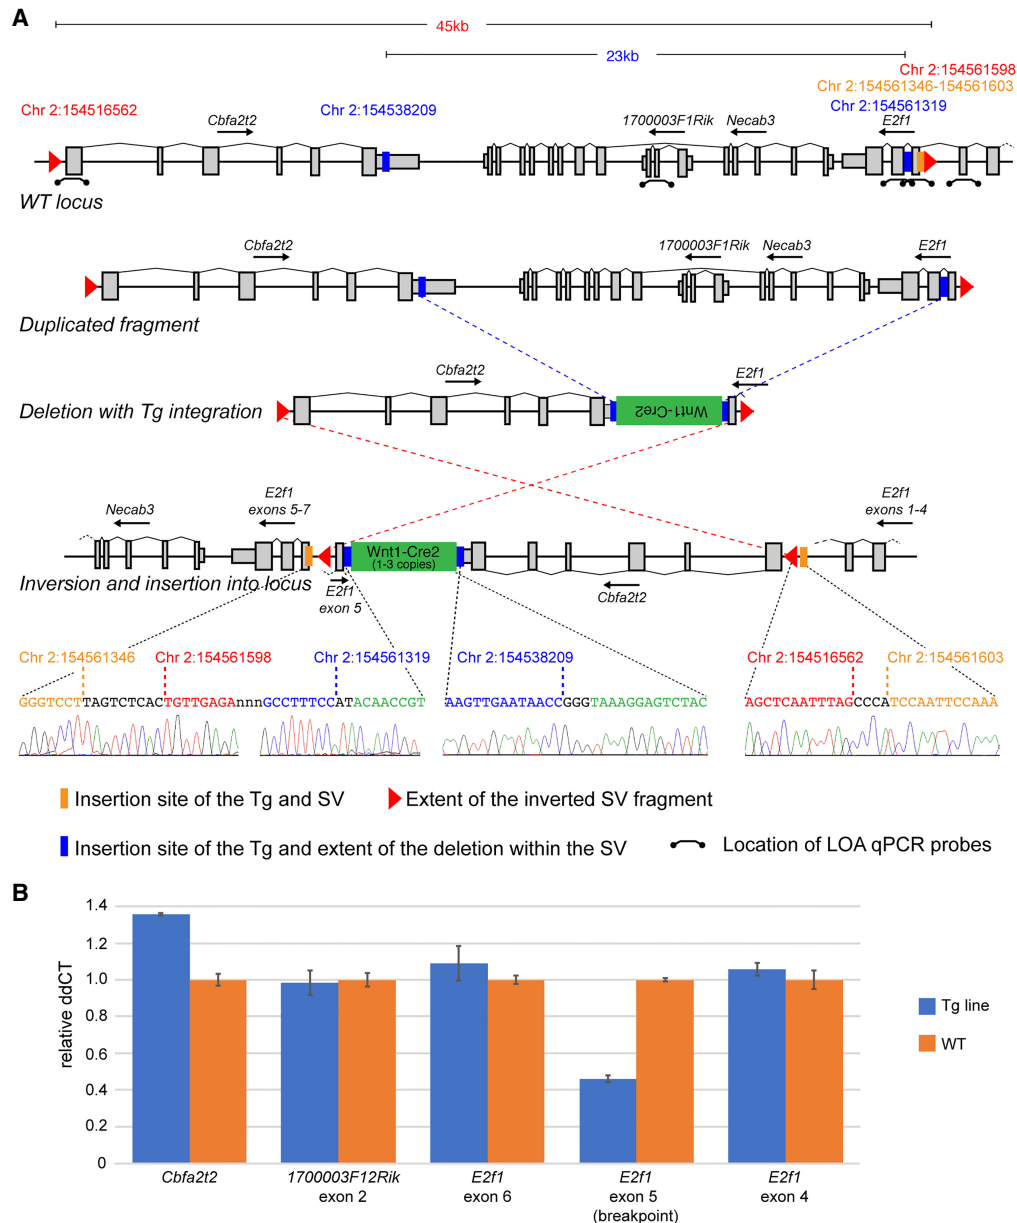 A
45kb
23kb
Chr 2:154561598
Chr 2:154561346-154561603
Chr 2:154516562
Chr 2:154538209
Chr 2:154561319
Cbfa2t2
1700003F1Rik
Necab3
E2f1
WT locus
Cbfa2t2
1700003F1Rik
Necab3
E2f1
Duplicated fragment
Cbfa2t2
E2f1
Deletion with Tg integration
Wnt1-Cre2
Necab3
E2f1
exons 5-7
E2f1
exons 1-4
Wnt1-Cre2
(1-3 copies)
Inversion and insertion into locus
E2f1
exon 5
Cbfa2t2
Chr 2:154561346
Chr 2:154561598
Chr 2:154561319
Chr 2:154538209
Chr 2:154516562
Chr 2:154561603
GGGTCCTTAGTCTCACTGTTGAGAnnnGCCTTTCCATACAACCGT
AAGTTGAATAACCGGGTAAAGGAGTCTAC
AGCTCAATTTAGCCCATCCAATTCCAAA
Insertion site of the Tg and SV
Extent of the inverted SV fragment
Insertion site of the Tg and extent of the deletion within the SV
Location of LOA qPCR probes
B
relative ddCT
1.4
1.2
1.0
0.8
0.6
0.4
0.2
0
Tg line
WT
Cbfa2t2
1700003F12Rik
exon 2
E2f1
exon 6
E2f1
exon 5
(breakpoint)
E2f1
exon 4